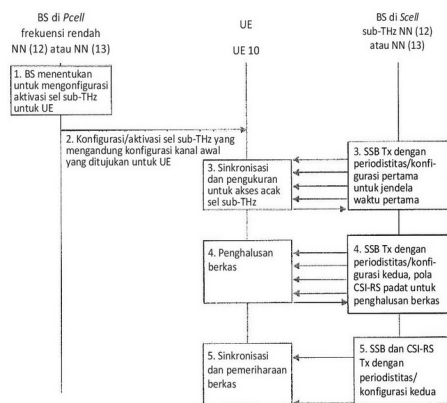 BS di Pcell
frekuensi rendah
NN (12) atau NN (13)
UE
UE 10
BS di Scell
sub-THz NN (12)
atau NN (13)
1. BS menentukan
untuk mengonfigurasi
aktivasi sel sub-THz
untuk UE
2. Konfigurasi/aktivasi sel sub-THz yang
mengandung konfigurasi kanal awal
yang ditujukan untuk UE
3. Sinkronisasi
dan pengukuran
untuk akses acak
sel sub-THz
3. SSB Tx dengan
periodistitas/konfi-
gurasi pertama
untuk jendela
waktu pertama
4. Penghalusan
berkas
4. SSB Tx dengan
periodistitas/konfi-
gurasi kedua, pola
CSI-RS padat untuk
penghalusan berkas
5. Sinkronisasi
dan pemeriharaan
berkas
5. SSB dan CSI-RS
Tx dengan
periodistitas/
konfigurasi kedua